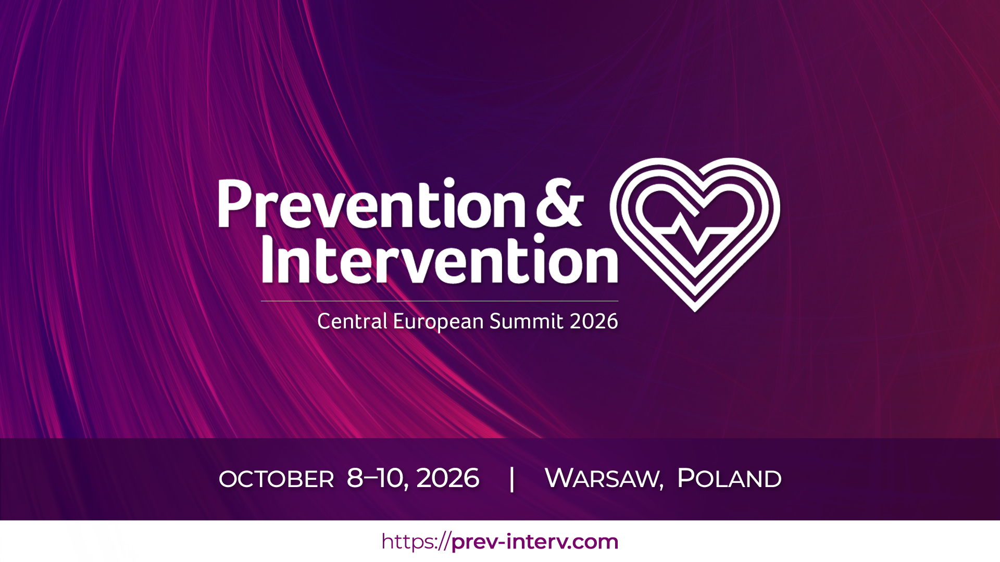 Prevention &
Intervention
Central European Summit 2026
OCTOBER 8–10, 2026 | WARSAW, POLAND
https://prev-interv.com